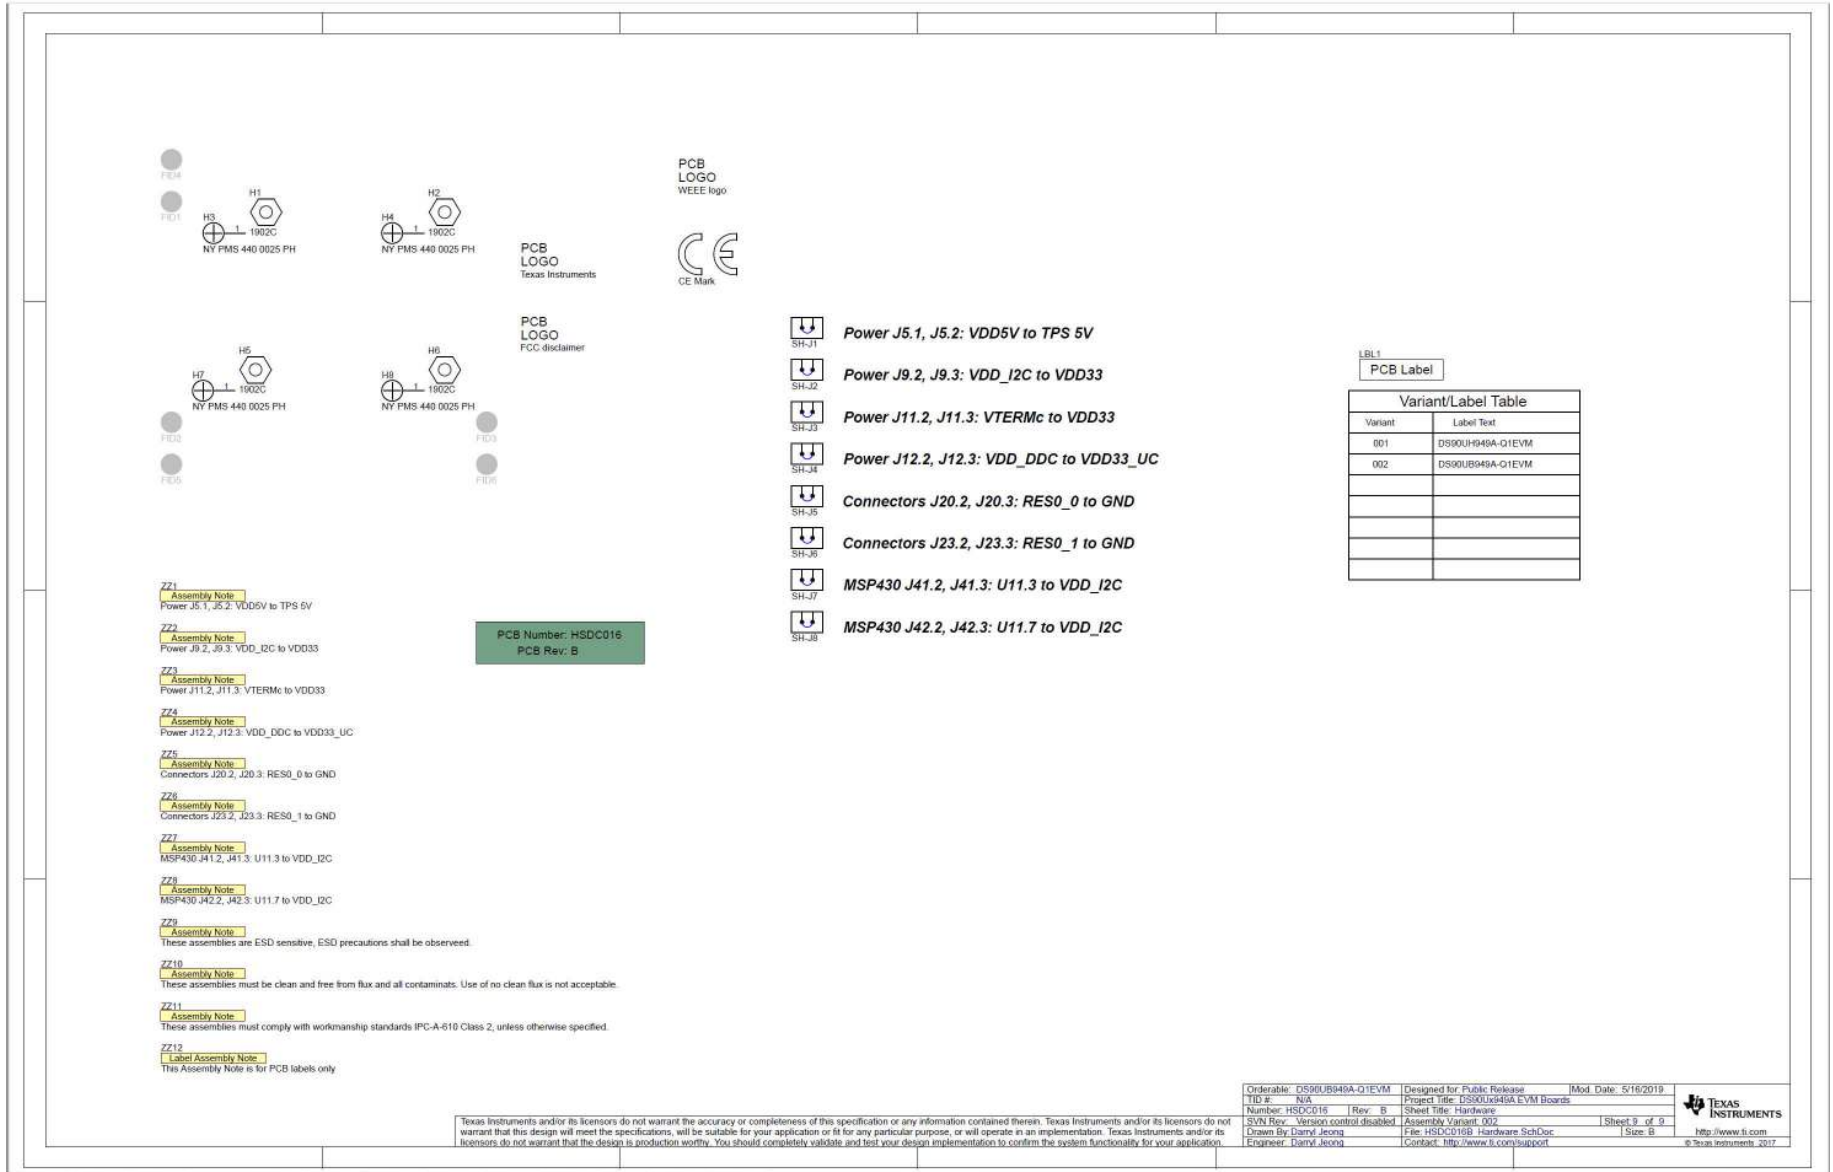 FID4
FID1
H1
1902C
H3
1
NY PMS 440 0025 PH
H2
1902C
H4
1
NY PMS 440 0025 PH
PCB
LOGO
Texas Instruments
PCB
LOGO
WEEE logo
CE
CE Mark
PCB
LOGO
FCC disclaimer
H5
1902C
H7
1
NY PMS 440 0025 PH
H6
1902C
H8
1
NY PMS 440 0025 PH
FID2
FID3
FID5
FID6
SH-J1
Power J5.1, J5.2: VDD5V to TPS 5V
SH-J2
Power J9.2, J9.3: VDD_I2C to VDD33
SH-J3
Power J11.2, J11.3: VTERMc to VDD33
SH-J4
Power J12.2, J12.3: VDD_DDC to VDD33_UC
SH-J5
Connectors J20.2, J20.3: RES0_0 to GND
SH-J6
Connectors J23.2, J23.3: RES0_1 to GND
SH-J7
MSP430 J41.2, J41.3: U11.3 to VDD_I2C
SH-J8
MSP430 J42.2, J42.3: U11.7 to VDD_I2C
LBL1
PCB Label
Variant/Label Table
Variant Label Text
001 DS90UH949A-Q1EVM
002 DS90UB949A-Q1EVM
ZZ1
Assembly Note
Power J5.1, J5.2: VDD5V to TPS 5V
ZZ2
Assembly Note
Power J9.2, J9.3: VDD_I2C to VDD33
ZZ3
Assembly Note
Power J11.2, J11.3: VTERMc to VDD33
ZZ4
Assembly Note
Power J12.2, J12.3: VDD_DDC to VDD33_UC
ZZ5
Assembly Note
Connectors J20.2, J20.3: RES0_0 to GND
ZZ6
Assembly Note
Connectors J23.2, J23.3: RES0_1 to GND
ZZ7
Assembly Note
MSP430 J41.2, J41.3: U11.3 to VDD_I2C
ZZ8
Assembly Note
MSP430 J42.2, J42.3: U11.7 to VDD_I2C
ZZ9
Assembly Note
These assemblies are ESD sensitive, ESD precautions shall be observeed.
ZZ10
Assembly Note
These assemblies must be clean and free from flux and all contaminats. Use of no clean flux is not acceptable.
ZZ11
Assembly Note
These assemblies must comply with workmanship standards IPC-A-610 Class 2, unless otherwise specified.
ZZ12
Label Assembly Note
This Assembly Note is for PCB labels only
PCB Number: HSDC016
PCB Rev: B
Texas Instruments and/or its licensors do not warrant the accuracy or completeness of this specification or any information contained therein. Texas Instruments and/or its licensors do not
warrant that this design will meet the specifications, will be suitable for your application or fit for any particular purpose, or will operate in an implementation. Texas Instruments and/or its
licensors do not warrant that the design is production worthy. You should completely validate and test your design implementation to confirm the system functionality for your application.
Orderable: DS90UB949A-Q1EVM Designed for: Public Release Mod. Date: 5/16/2019
TID #: N/A Project Title: DS90Ux949A EVM Boards
Number: HSDC016 Rev: B Sheet Title: Hardware
SVN Rev: Version control disabled Assembly Variant: 002 Sheet: 9 of 9
Drawn By: Darryl Jeong File: HSDC016B_Hardware.SchDoc Size: B
Engineer: Darryl Jeong Contact: http://www.ti.com/support
TEXAS
INSTRUMENTS
http://www.ti.com
© Texas Instruments 2017